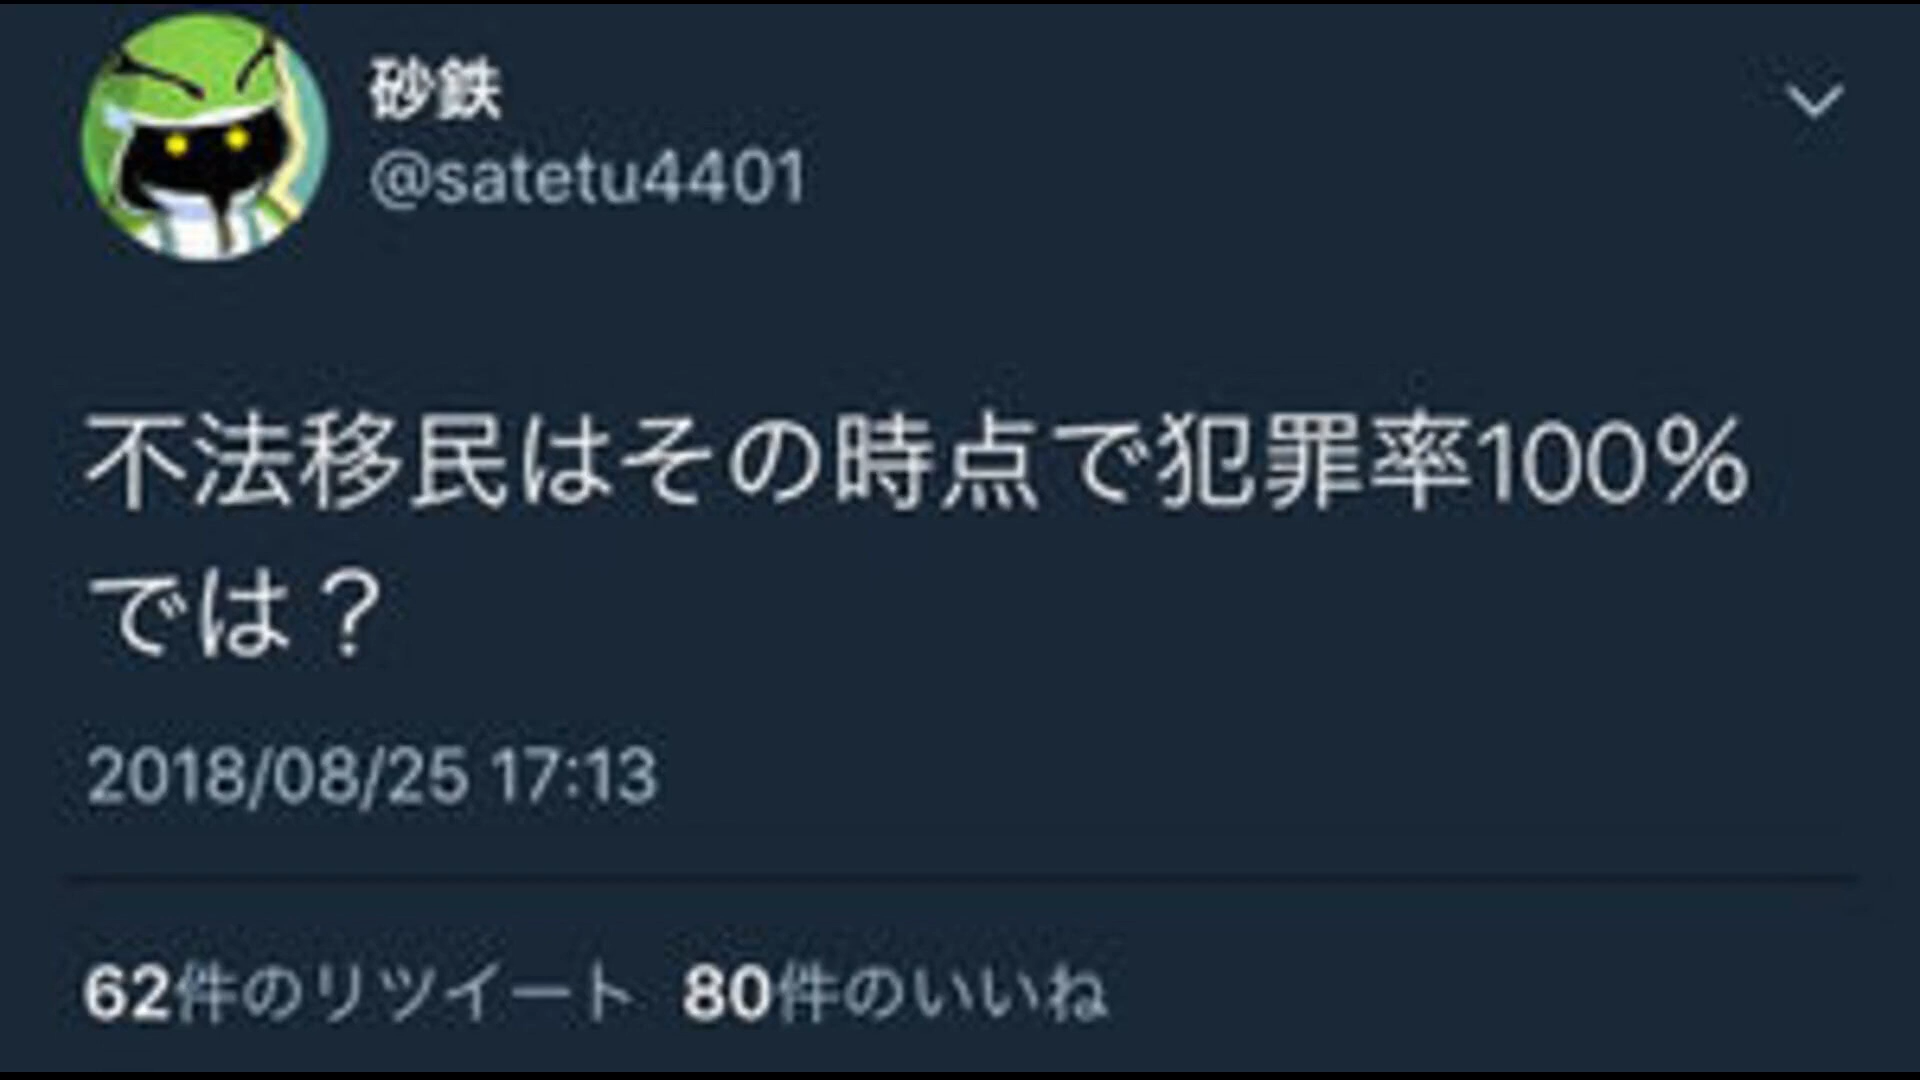 砂鉄
@satetu4401
不法移民はその時点で犯罪率100%
では？
2018/08/25 17:13
62件のリツイート 80件のいいね